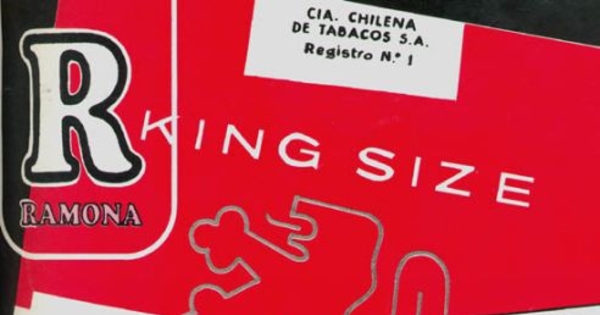 CIA. CHILENA
DE TABACOS S.A.
Registro N.º 1
R
RAMONA
KING SIZE